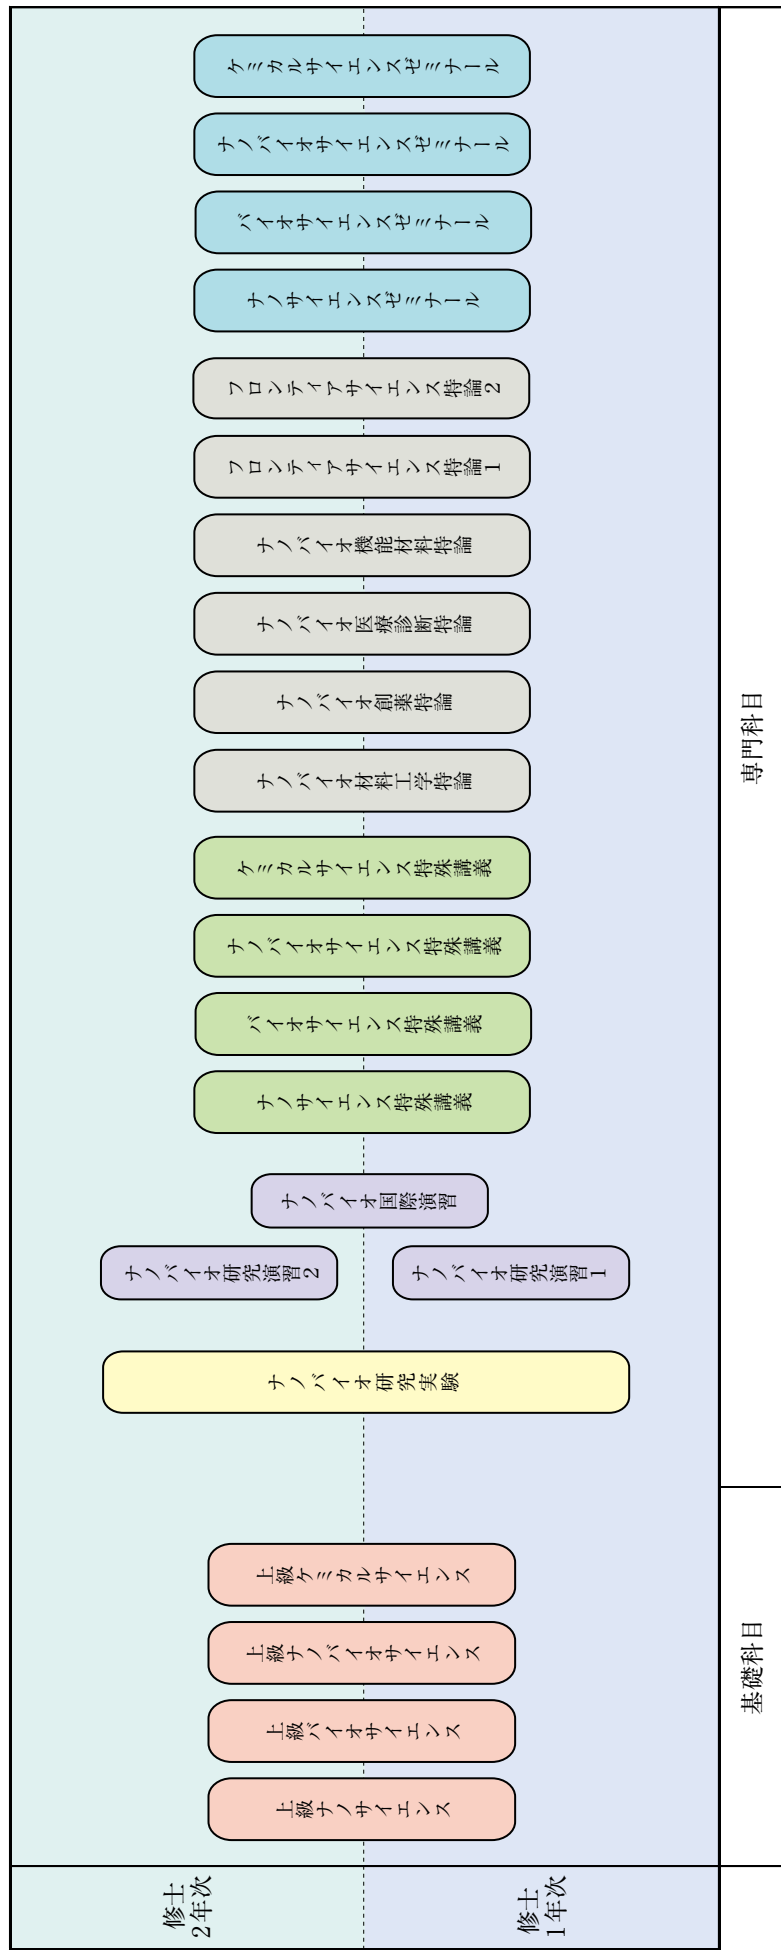 修士
2年次
修士
1年次
基礎科目
専門科目
上級ナノサイエンス
上級バイオサイエンス
上級ナノバイオサイエンス
上級ケミカルサイエンス
ナノバイオ研究実験
ナノバイオ研究演習2
ナノバイオ研究演習1
ナノバイオ国際演習
ナノサイエンス特殊講義
バイオサイエンス特殊講義
ナノバイオサイエンス特殊講義
ケミカルサイエンス特殊講義
ナノバイオ材料工学特論
ナノバイオ創薬特論
ナノバイオ医療診断特論
ナノバイオ機能材料特論
フロンティアサイエンス特論1
フロンティアサイエンス特論2
ナノサイエンスゼミナール
バイオサイエンスゼミナール
ナノバイオサイエンスゼミナール
ケミカルサイエンスゼミナール